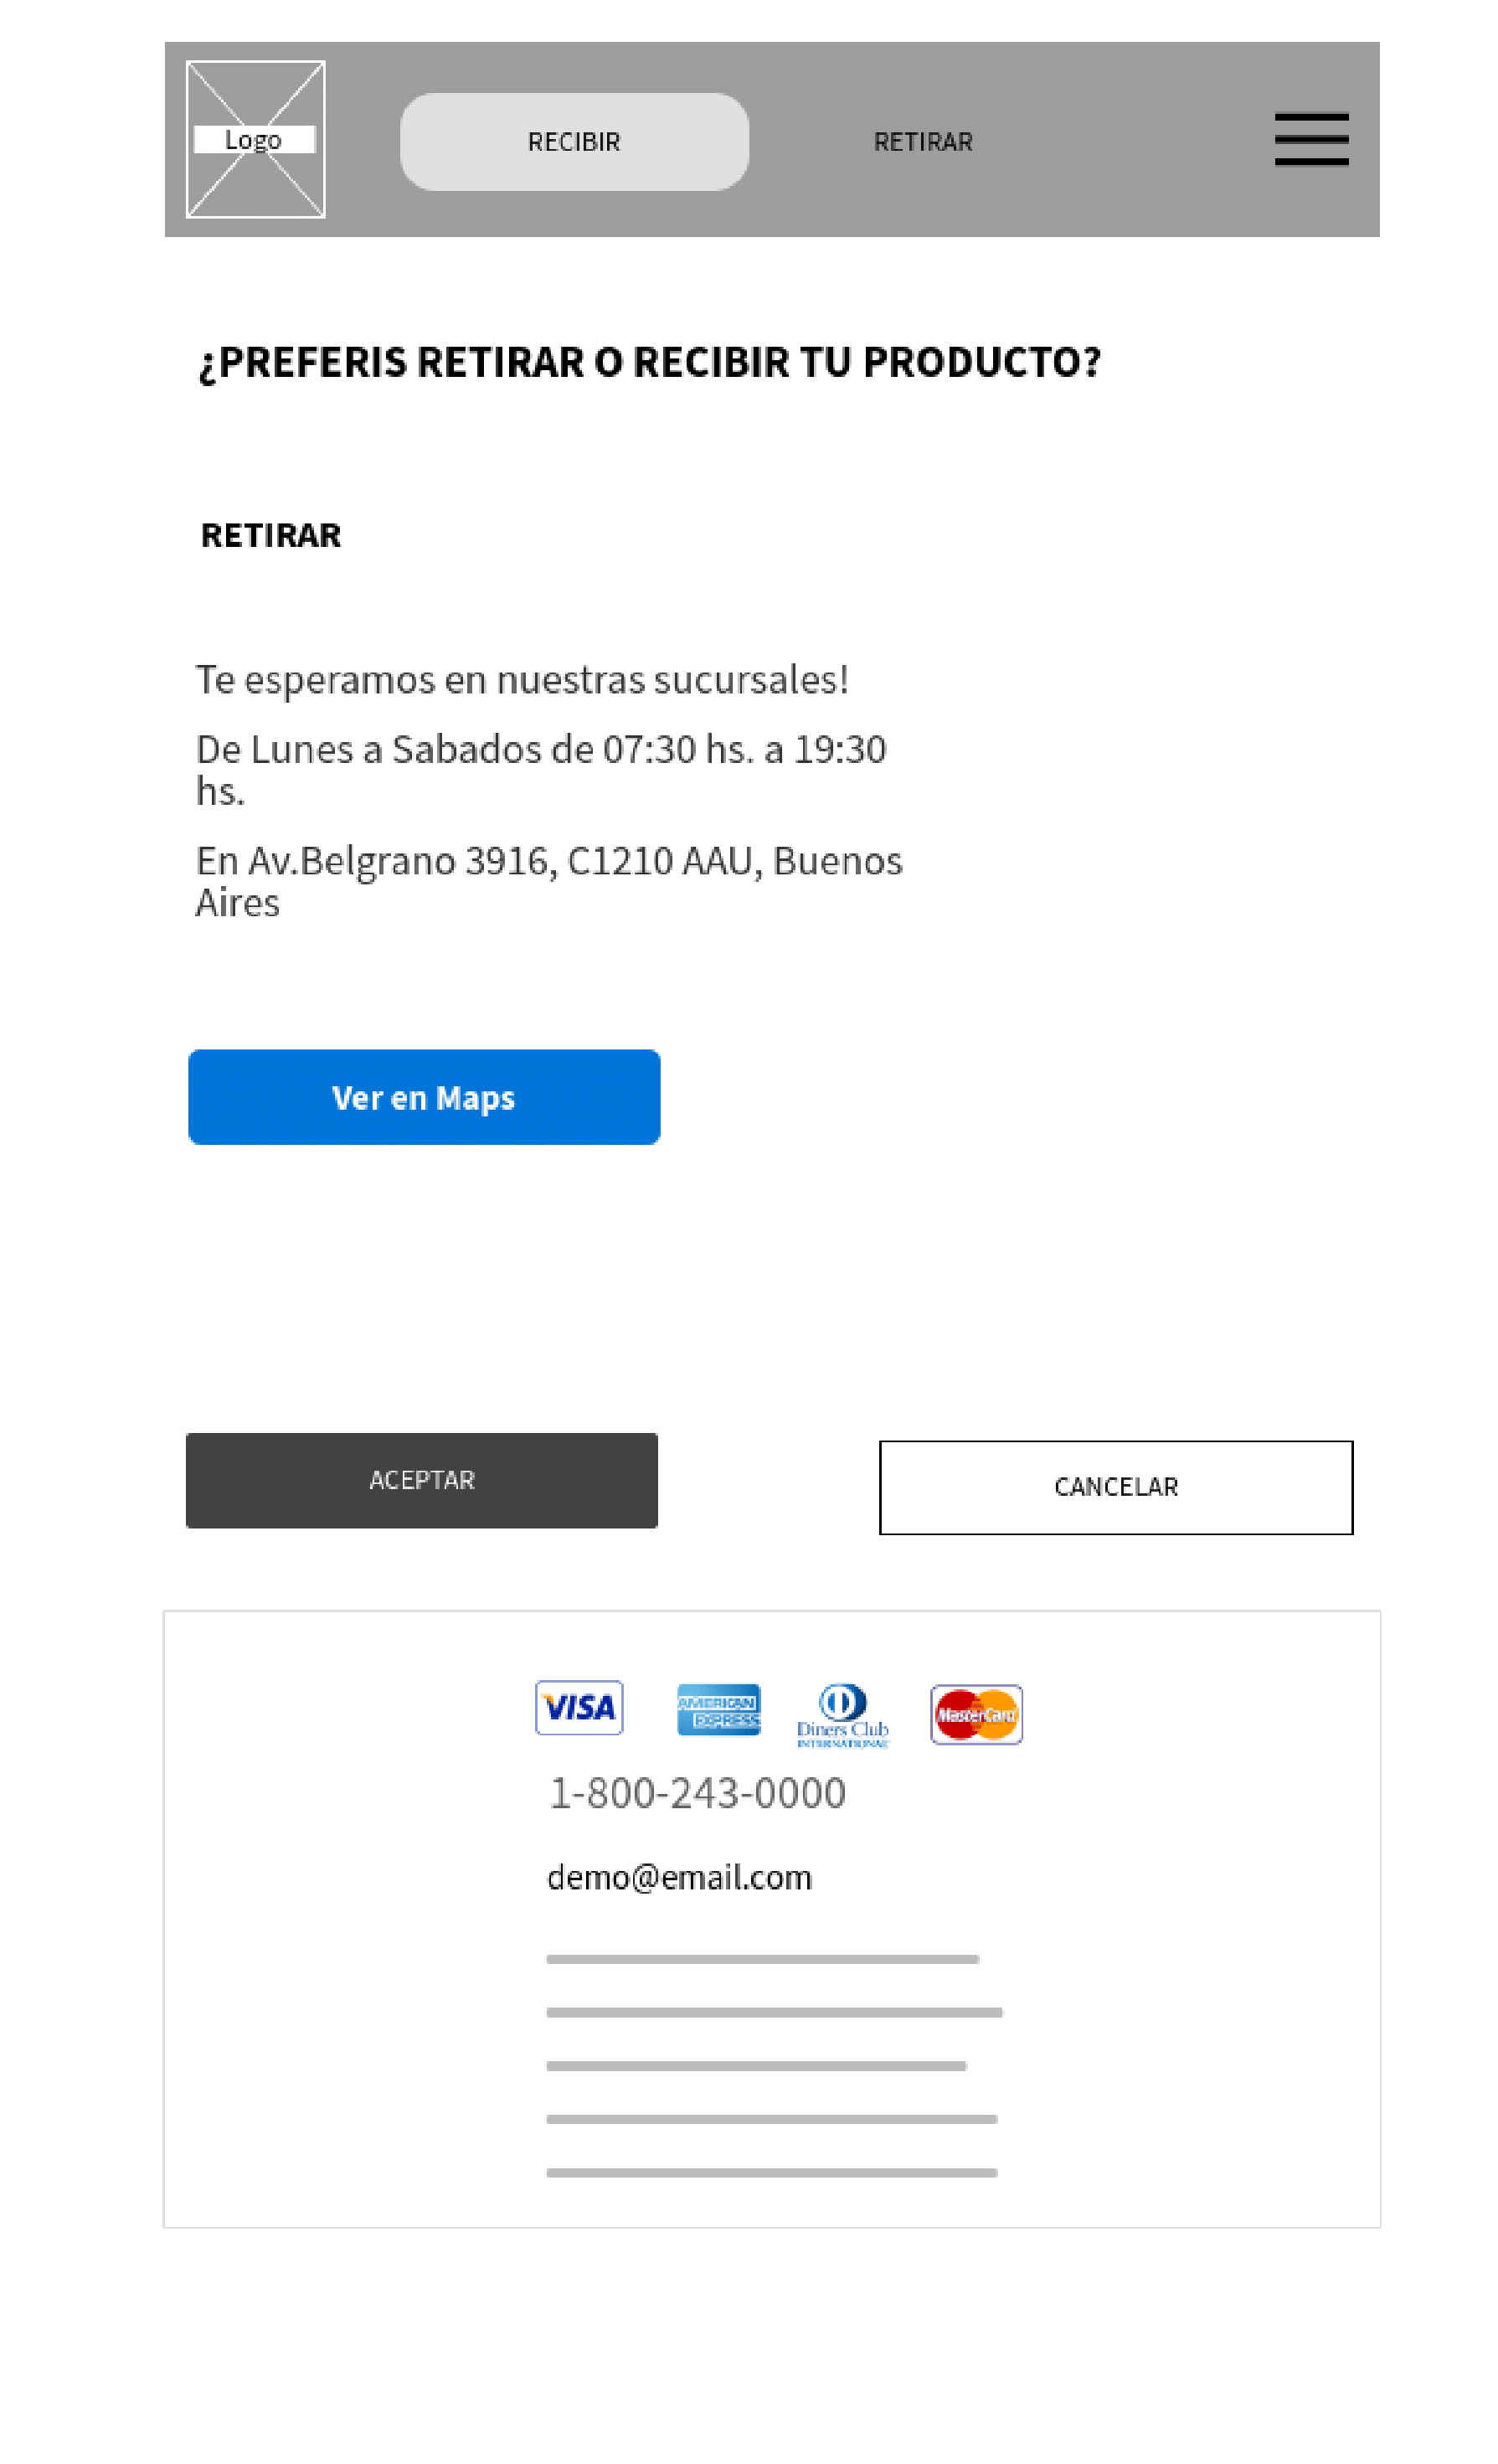 Logo
RECIBIR
RETIRAR
¿PREFERIS RETIRAR O RECIBIR TU PRODUCTO?
RETIRAR
Te esperamos en nuestras sucursales!
De Lunes a Sabados de 07:30 hs. a 19:30
hs.
En Av.Belgrano 3916, C1210 AAU, Buenos
Aires
Ver en Maps
ACEPTAR
CANCELAR
VISA
AMERICAN
EXPRESS
Diners Club
INTERNATIONAL
MasterCard
1-800-243-0000
demo@email.com